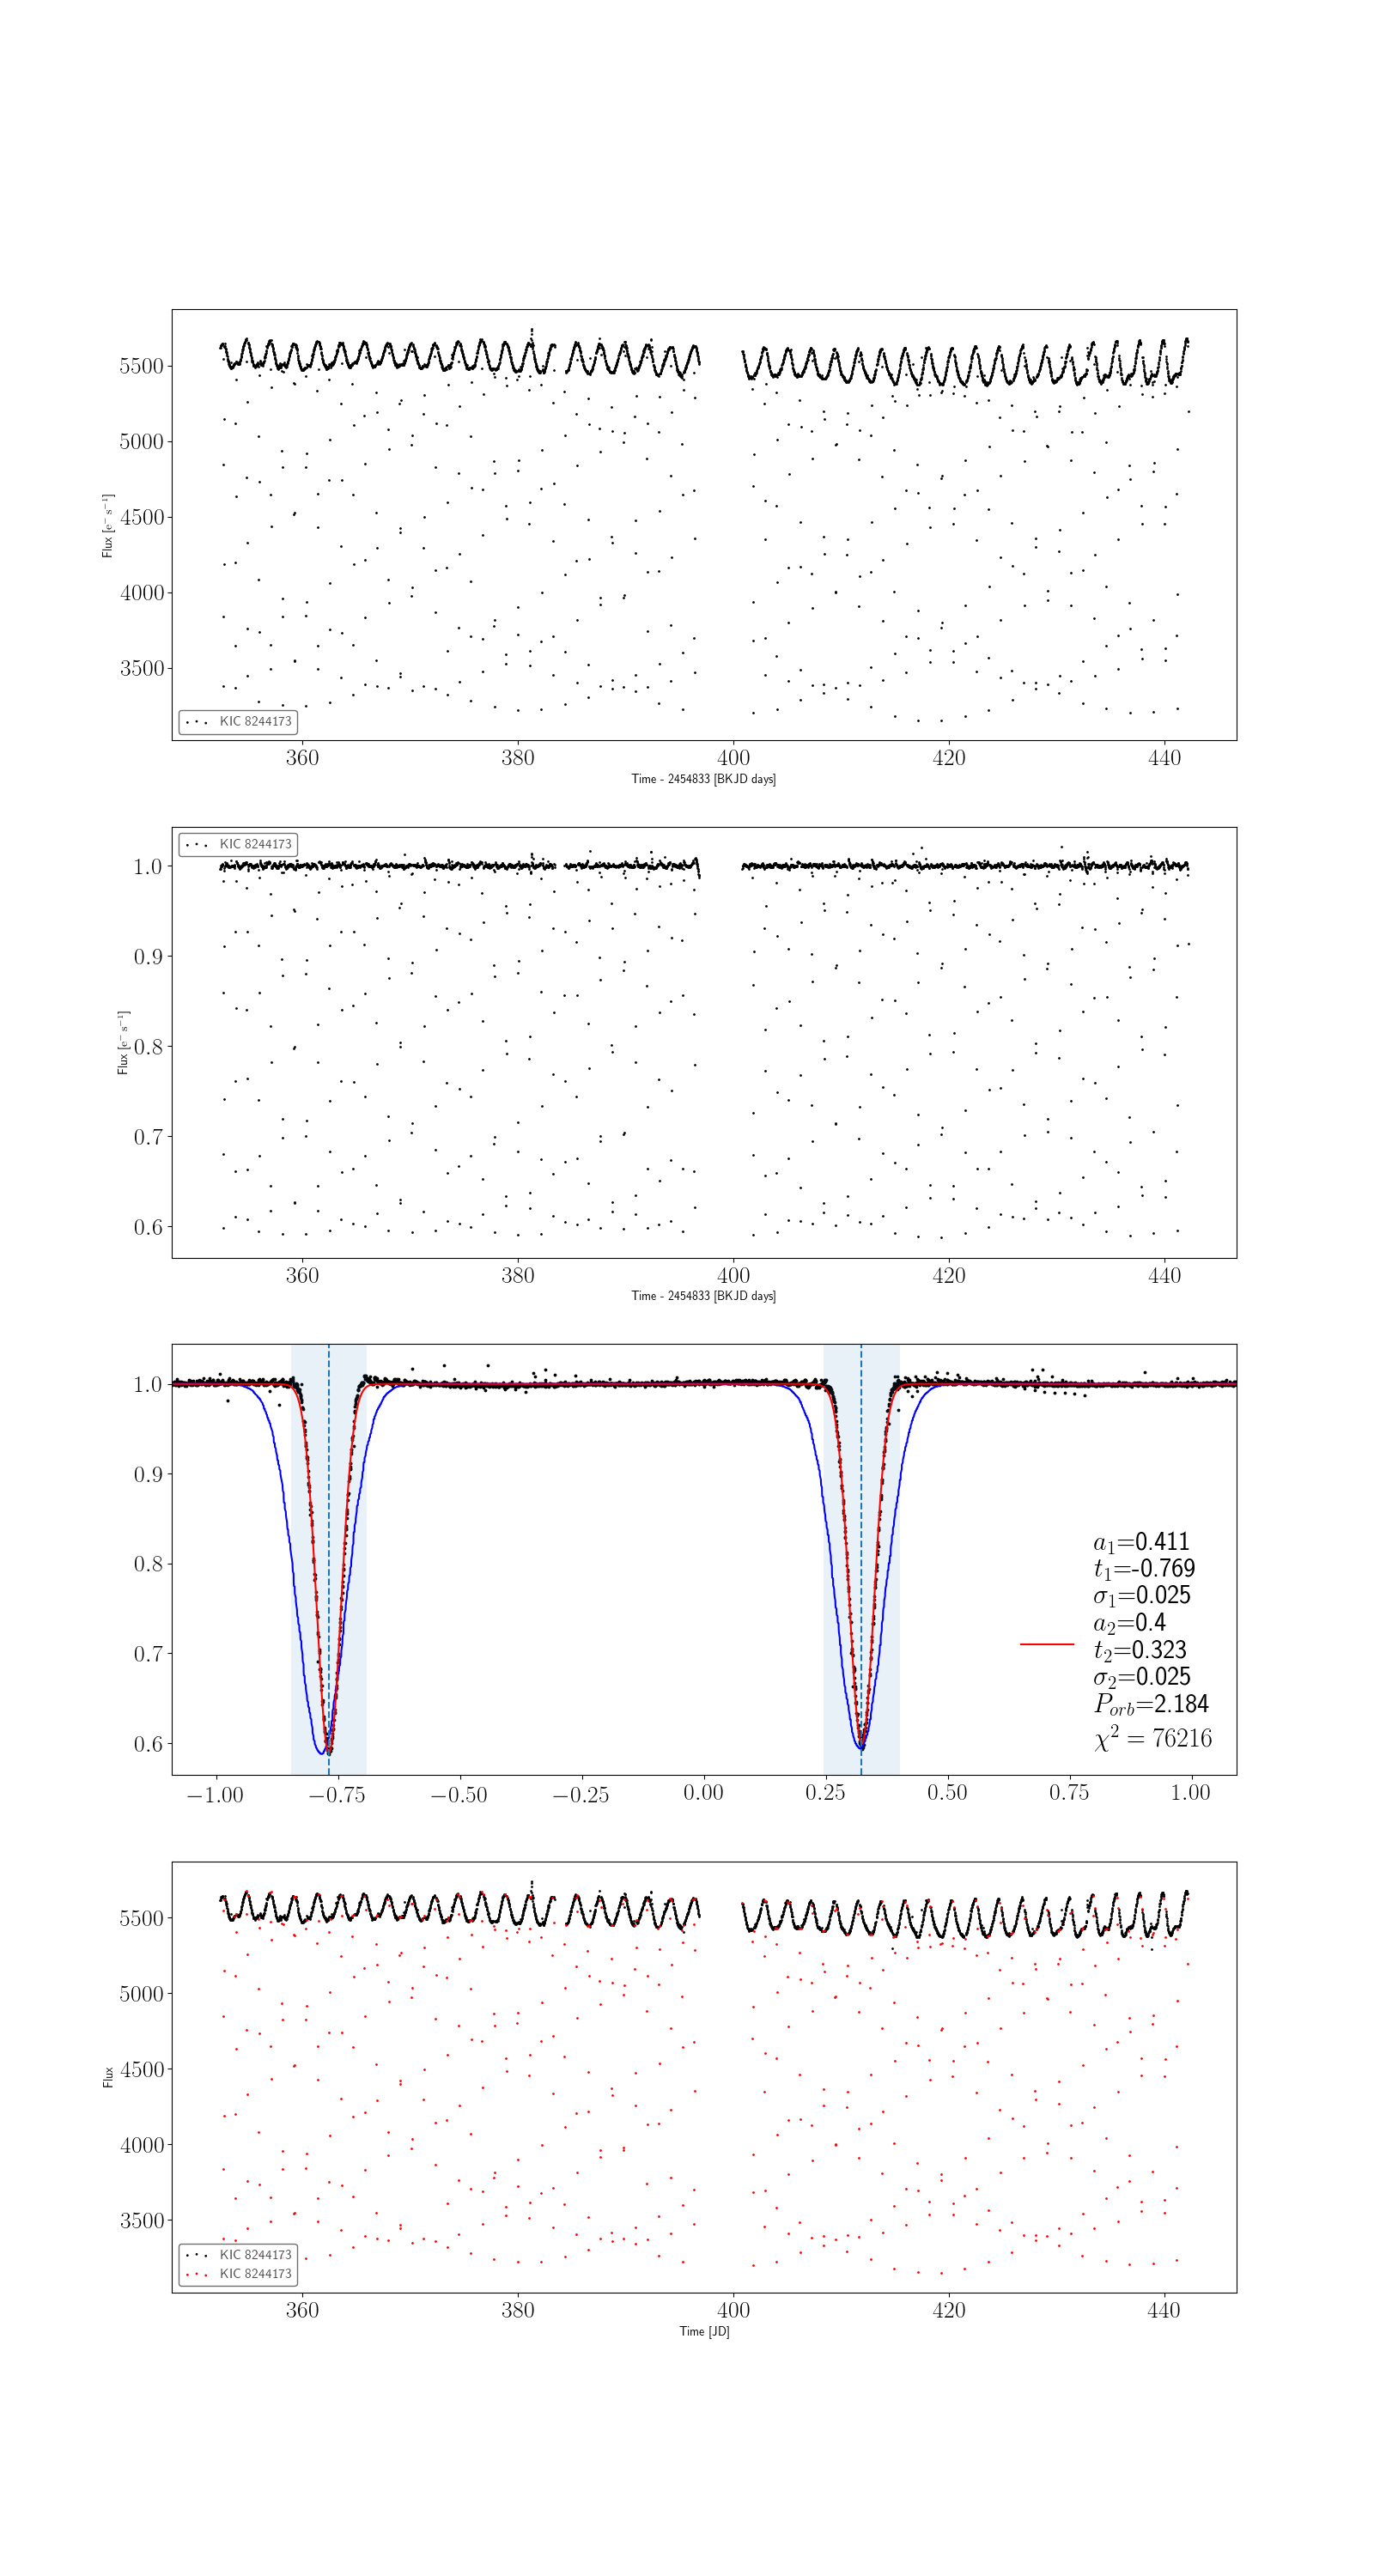 5500
5000
4500
4000
3500
Flux [e⁻ s⁻¹]
KIC 8244173
360 380 400 420 440
Time - 2454833 [BKJD days]
KIC 8244173
1.0
0.9
0.8
0.7
0.6
Flux [e⁻ s⁻¹]
360 380 400 420 440
Time - 2454833 [BKJD days]
1.0
0.9
0.8
0.7
0.6
a₁=0.411
t₁=-0.769
σ₁=0.025
a₂=0.4
t₂=0.323
σ₂=0.025
P_orb=2.184
χ² = 76216
−1.00 −0.75 −0.50 −0.25 0.00 0.25 0.50 0.75 1.00
5500
5000
4500
4000
3500
Flux
KIC 8244173
KIC 8244173
360 380 400 420 440
Time [JD]